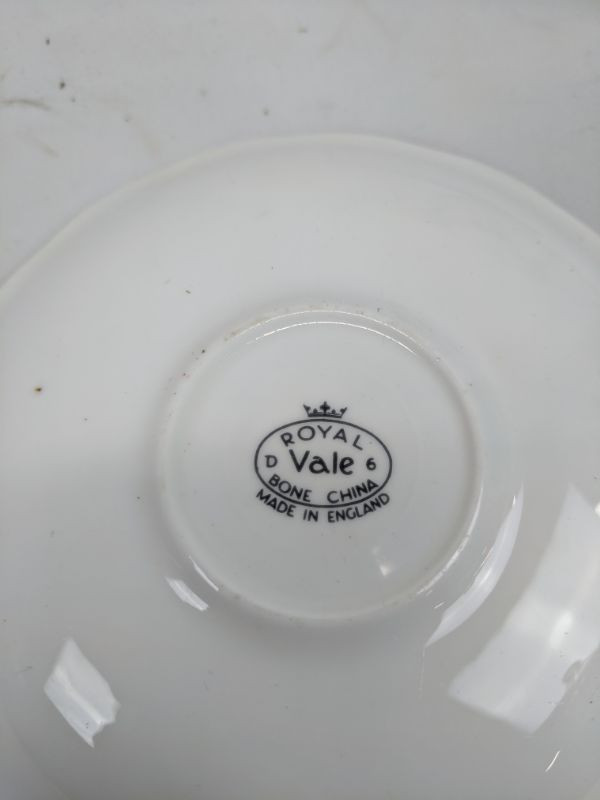 ROYAL
D Vale 6
BONE CHINA
MADE IN ENGLAND